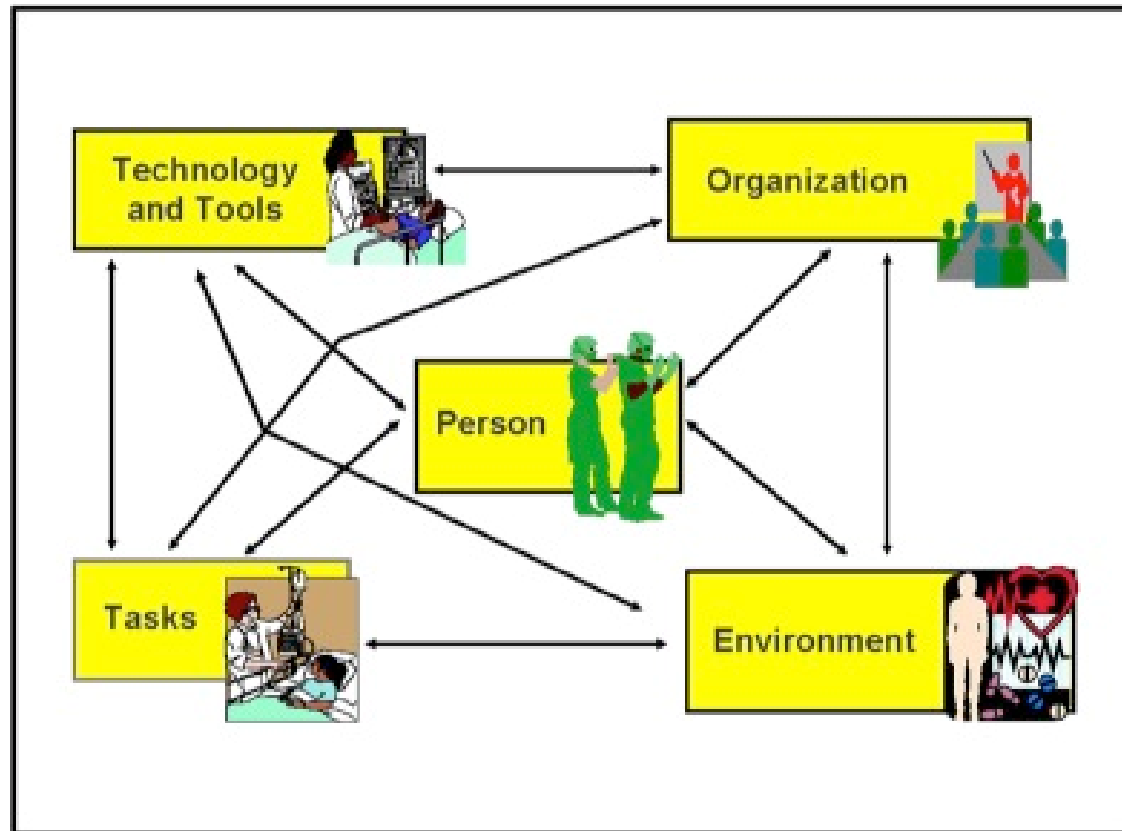 Technology
and Tools
Organization
Person
Tasks
Environment